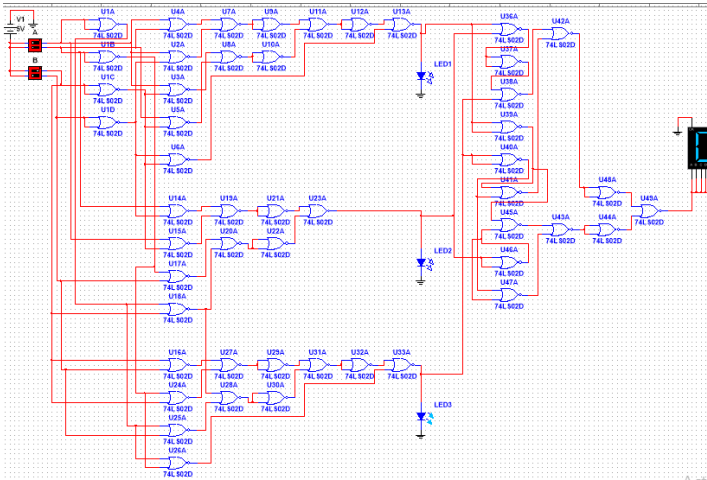 V1
5V
A
B
U1A
74LS02D
U1B
74LS02D
U1C
74LS02D
U1D
74LS02D
U4A
74LS02D
U2A
74LS02D
U3A
74LS02D
U5A
74LS02D
U6A
74LS02D
U7A
74LS02D
U8A
74LS02D
U9A
74LS02D
U10A
74LS02D
U11A
74LS02D
U12A
74LS02D
U13A
74LS02D
LED1
U14A
74LS02D
U15A
74LS02D
U17A
74LS02D
U18A
74LS02D
U19A
74LS02D
U20A
74LS02D
U21A
74LS02D
U22A
74LS02D
U23A
74LS02D
LED2
U16A
74LS02D
U24A
74LS02D
U25A
74LS02D
U26A
74LS02D
U27A
74LS02D
U28A
74LS02D
U29A
74LS02D
U30A
74LS02D
U31A
74LS02D
U32A
74LS02D
U33A
74LS02D
LED3
U36A
74LS02D
U37A
74LS02D
U38A
74LS02D
U39A
74LS02D
U40A
74LS02D
U41A
74LS02D
U45A
74LS02D
U46A
74LS02D
U47A
74LS02D
U42A
74LS02D
U43A
74LS02D
U44A
74LS02D
U48A
74LS02D
U49A
74LS02D